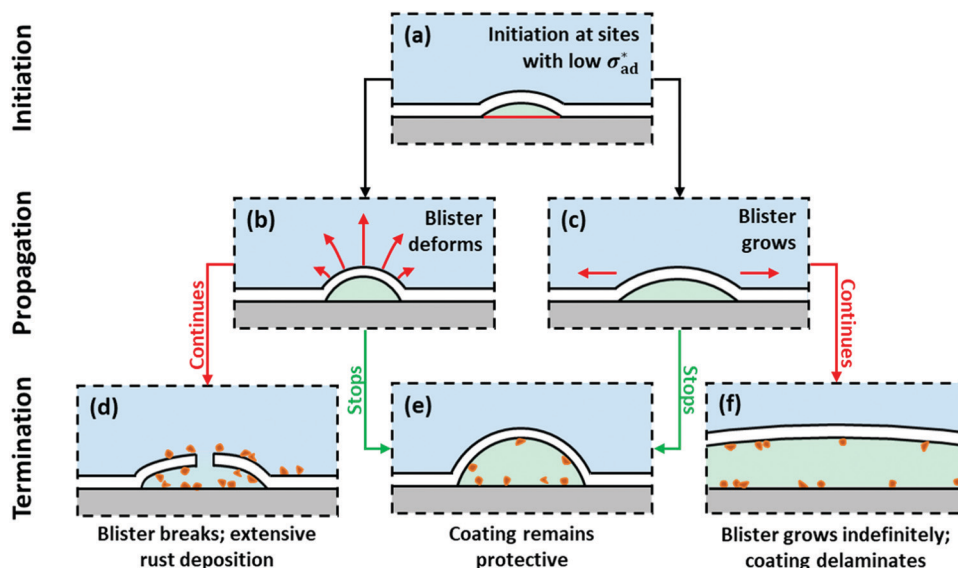 Initiation
(a)
Initiation at sites
with low σ*ad
Propagation
(b)
Blister
deforms
(c)
Blister
grows
Continues
Stops
Stops
Continues
Termination
(d)
(e)
(f)
Blister breaks; extensive
rust deposition
Coating remains
protective
Blister grows indefinitely;
coating delaminates